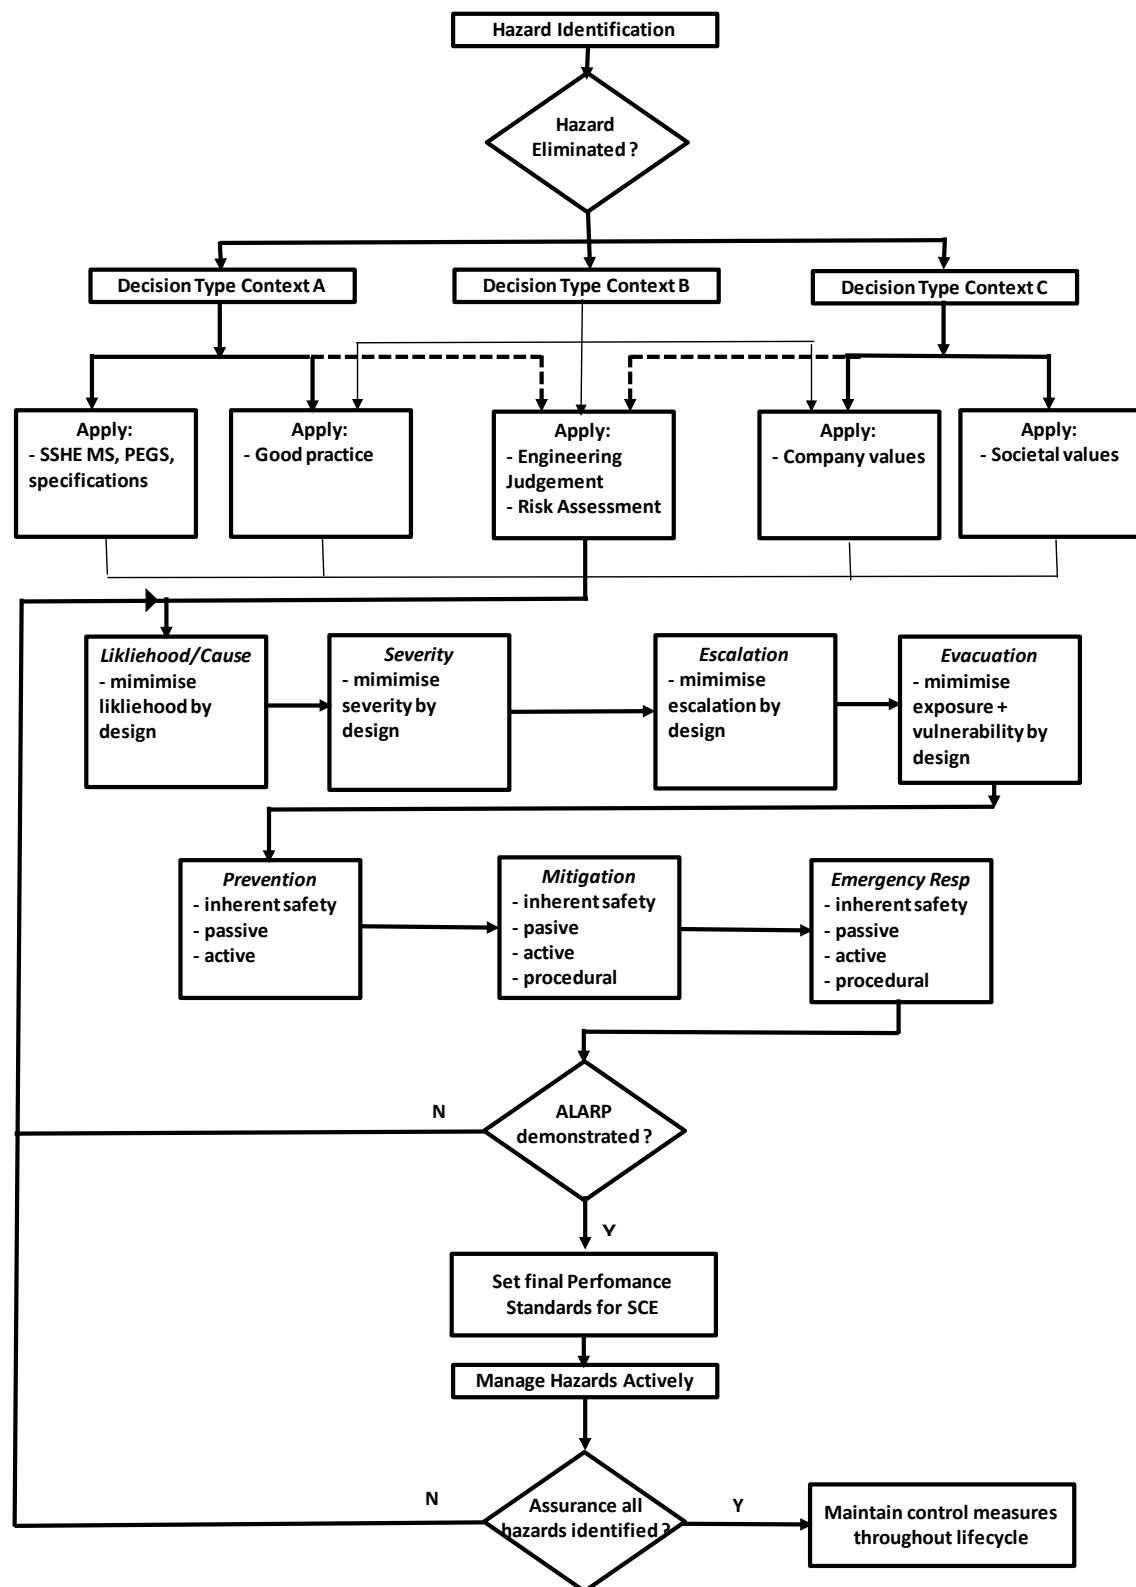 Hazard Identification
Hazard
Eliminated ?
Decision Type Context A
Decision Type Context B
Decision Type Context C
Apply:
- SSHE MS, PEGS,
specifications
Apply:
- Good practice
Apply:
- Engineering
Judgement
- Risk Assessment
Apply:
- Company values
Apply:
- Societal values
Likliehood/Cause
- mimimise
likliehood by
design
Severity
- mimimise
severity by
design
Escalation
- mimimise
escalation by
design
Evacuation
- mimimise
exposure +
vulnerability by
design
Prevention
- inherent safety
- passive
- active
Mitigation
- inherent safety
- pasive
- active
- procedural
Emergency Resp
- inherent safety
- passive
- active
- procedural
ALARP
demonstrated ?
N
Y
Set final Perfomance
Standards for SCE
Manage Hazards Actively
Assurance all
hazards identified ?
N
Y
Maintain control measures
throughout lifecycle